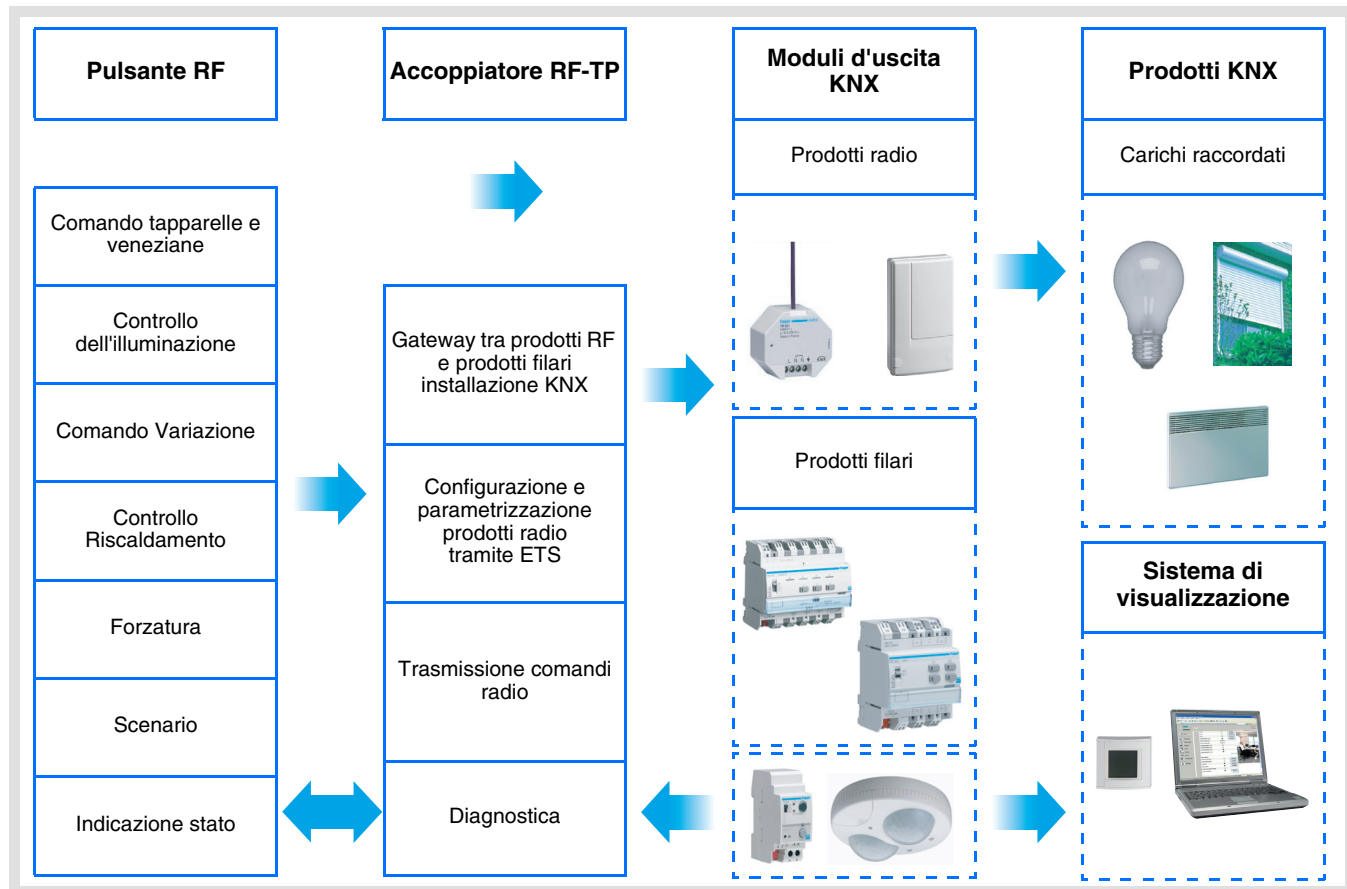 Pulsante RF
Comando tapparelle e
veneziane
Controllo
dell'illuminazione
Comando Variazione
Controllo
Riscaldamento
Forzatura
Scenario
Indicazione stato
Accoppiatore RF-TP
Gateway tra prodotti RF
e prodotti filari
installazione KNX
Configurazione e
parametrizzazione
prodotti radio
tramite ETS
Trasmissione comandi
radio
Diagnostica
Moduli d'uscita
KNX
Prodotti radio
Prodotti filari
Prodotti KNX
Carichi raccordati
Sistema di
visualizzazione